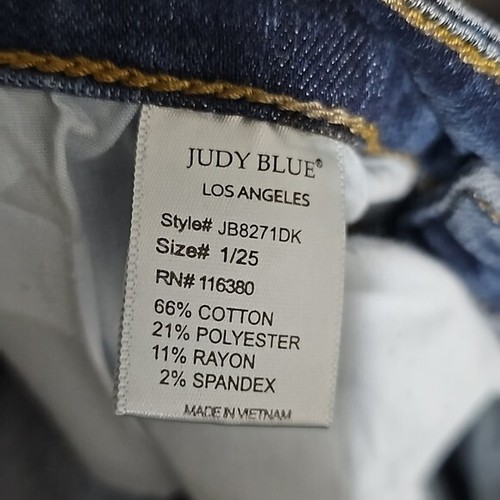 JUDY BLUE®
LOS ANGELES
Style# JB8271DK
Size# 1/25
RN# 116380
66% COTTON
21% POLYESTER
11% RAYON
2% SPANDEX
MADE IN VIETNAM